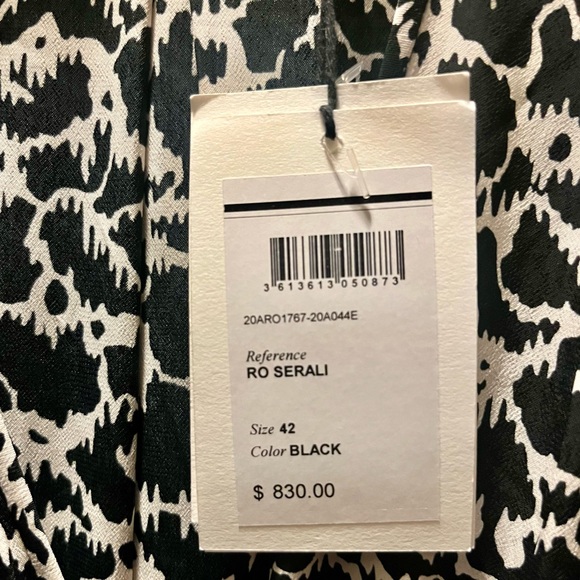 3 613613 050873
20ARO1767-20A044E
Reference
RO SERALI
Size 42
Color BLACK
$ 830.00